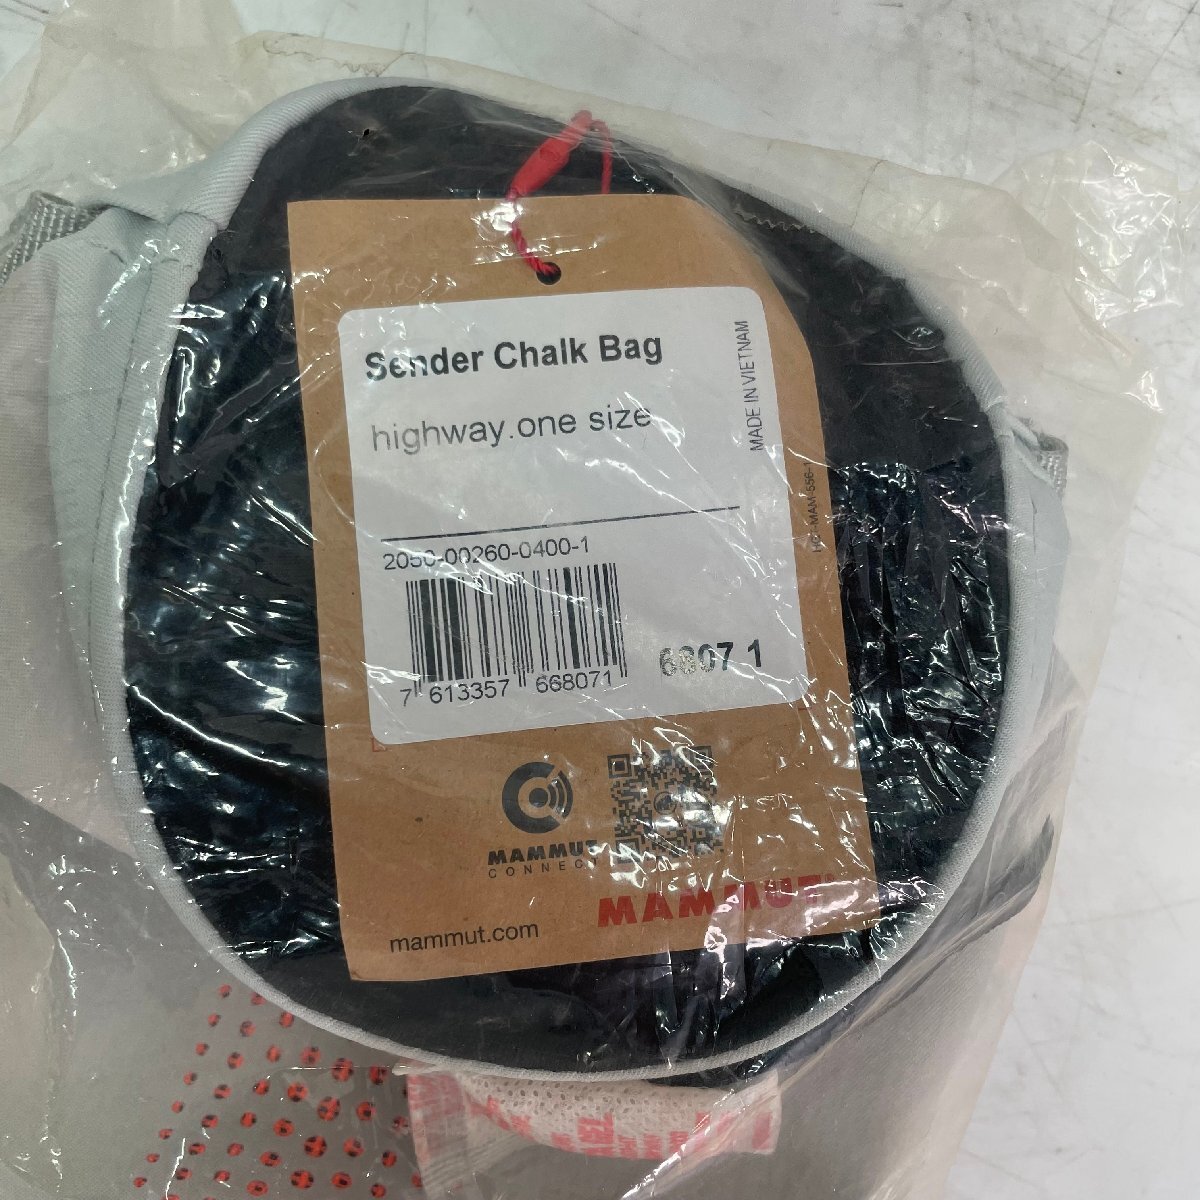 Sender Chalk Bag
highway.one size
MADE IN VIETNAM
2050-00260-0400-1
7 613357 668071
6807 1
MAMMUT
CONNECT
MAMMUT
mammut.com